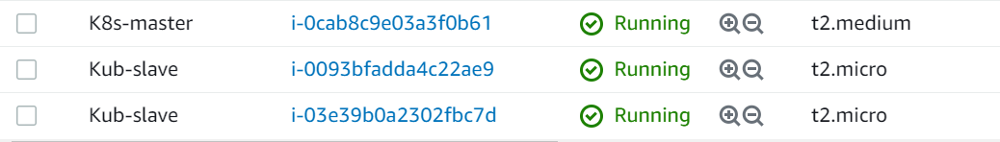 K8s-master i-0cab8c9e03a3f0b61 Running t2.medium
Kub-slave i-0093bfadda4c22ae9 Running t2.micro
Kub-slave i-03e39b0a2302fbc7d Running t2.micro